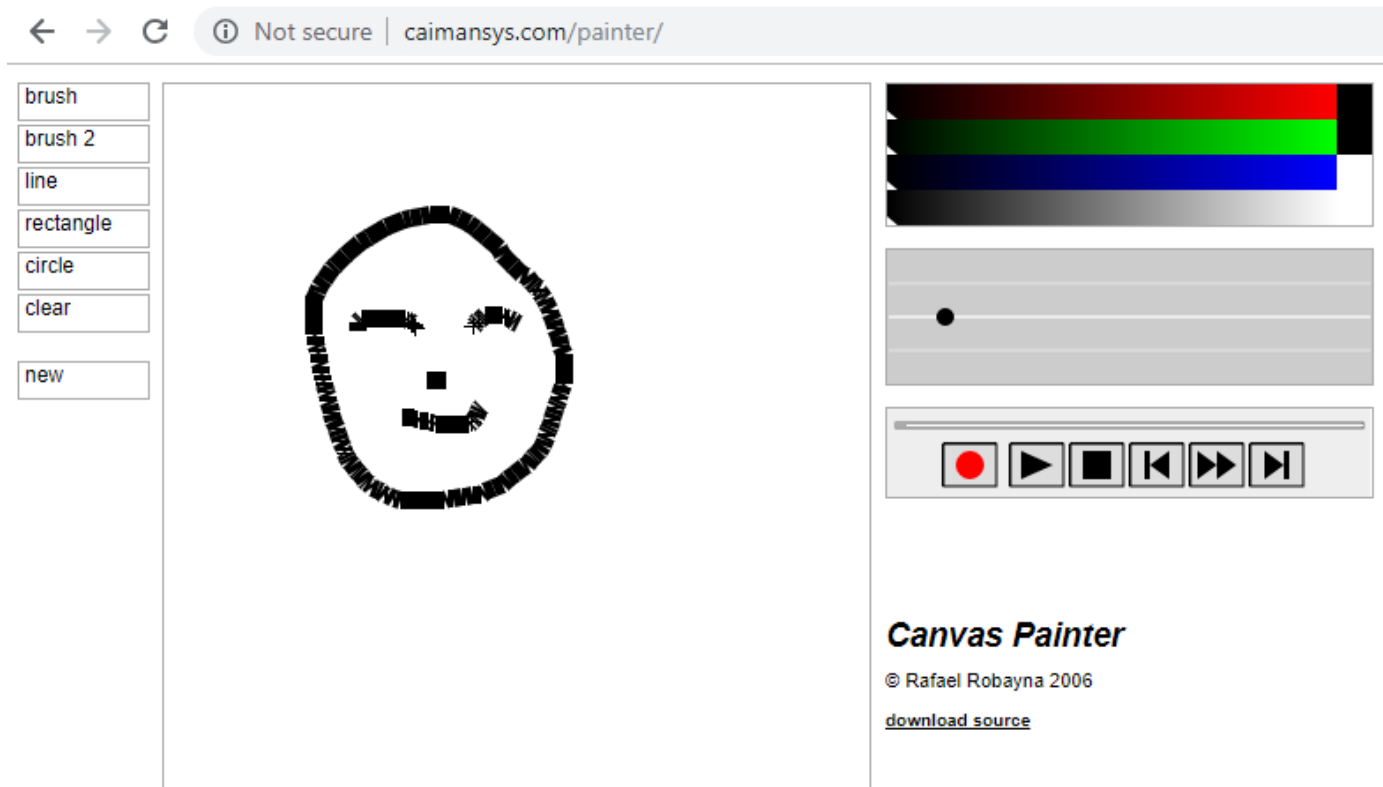 Not secure | caimansys.com/painter/
brush
brush 2
line
rectangle
circle
clear
new
Canvas Painter
© Rafael Robayna 2006
download source